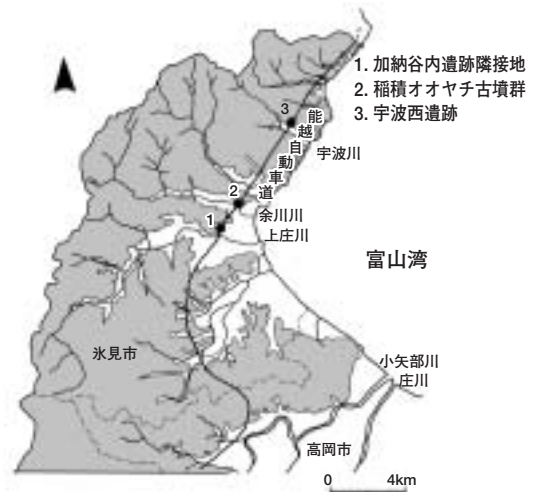 1. 加納谷内遺跡隣接地
2. 稲積オオヤチ古墳群
3. 宇波西遺跡
3
能越自動車道
宇波川
2
余川川
1
上庄川
富山湾
氷見市
小矢部川
庄川
高岡市
0 4km